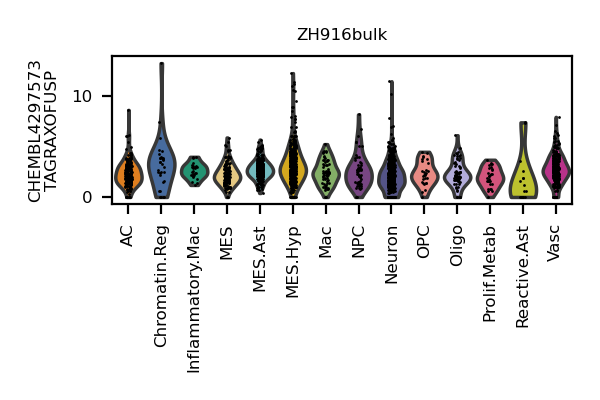 ZH916bulk
CHEMBL4297573
TAGRAXOFUSP
10
0
AC
Chromatin.Reg
Inflammatory.Mac
MES
MES.Ast
MES.Hyp
Mac
NPC
Neuron
OPC
Oligo
Prolif.Metab
Reactive.Ast
Vasc